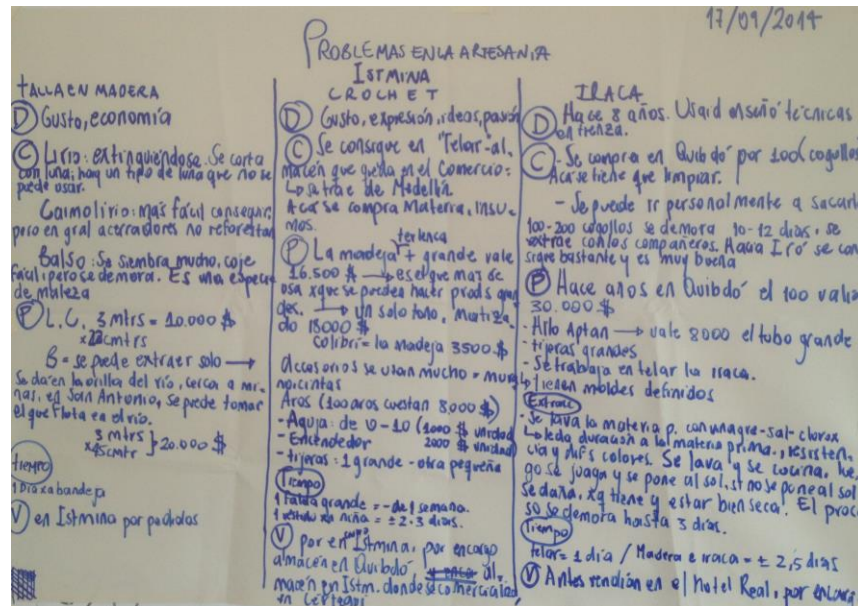 17/09/2014
PROBLEMAS EN LA ARTESANIA
ISTMINA
TALLA EN MADERA
(D) Gusto, economía
(C) Lirio: extinguiéndose. Se corta
con luna; hay un tipo de luna que no se
puede usar.
Caimolirio: más fácil conseguir,
pero en gral acerradores no reforestan
Balso: Se siembra mucho, coje
fácil, pero se demora. Es una especie
de maleza
(P) L.C. 3 mtrs = 10.000 $
cmtrs
B = se puede extraer solo →
Se da en la orilla del río, cerca a mi-
nas, en San Antonio, se puede tomar
el que flota en el río.
3 mtrs
x 45 cmtr } 20.000 $
tiempo
1 Día xa bandeja
(V) en Istmina por pedidos
CROCHET
(D) Gusto, expresión, ideas, pasión
(C) Se consigue en "Telar" al-
macén que queda en el Comercio:
↳ se trae de Medellín.
Acá se compra Materia, insu-
mos.
terlenca
(P) La madeja + grande vale
16.500 $ → es el que mas se
usa xque se pueden hacer prods gran
des. → un solo tono, matiza-
do 18000 $
Colibrí = la madeja 3500 $
Accesorios se usan mucho =
cintas
Aros (100 aros cuestan 8,000 $)
- Aguja: de 0-10 (1000 $ unidad
- Encendedor 2000 $ unidad)
- tijeras: 1 grande - otra pequeña
Tiempo
1 falda grande = - de 1 semana.
1 vestido xa niña = ± 2-3 días.
(V) por en Istmina, por encargo
almacén en Quibdó al-
macén en Istm. donde se comercializa
en Cértegui
IRACA
(D) Hace 8 años. Usaid enseñó técnicas
en trenza.
(C) - Se compra en Quibdó por 100 (cogollos
Acá se tiene que limpiar.
- Se puede ir personalmente a sacarla
100-200 cogollos se demora 10-12 días, se
extrae con los compañeros. Hacia Iró se con
sigue bastante y es muy buena
(P) Hace años en Quibdó el 100 valía
30.000 $
- Hilo Aptan → vale 8000 el tubo grande
- tijeras grandes
- Se trabaja en telar la iraca.
↳ tienen moldes definidos
Extrac
- Se lava la materia p. con vinagre-sal-clorox
↳ le da duración a la materia prima, resisten-
cia y difs colores. Se lava y se cocina, lue
go se juaga y se pone al sol, si no se pone al sol
se daña, xq tiene q estar bien seca. El proce
so se demora hasta 3 días.
Tiempo
telar = 1 día / Madera e iraca = ± 2,5 días
(V) Antes vendían en el hotel Real, por encar